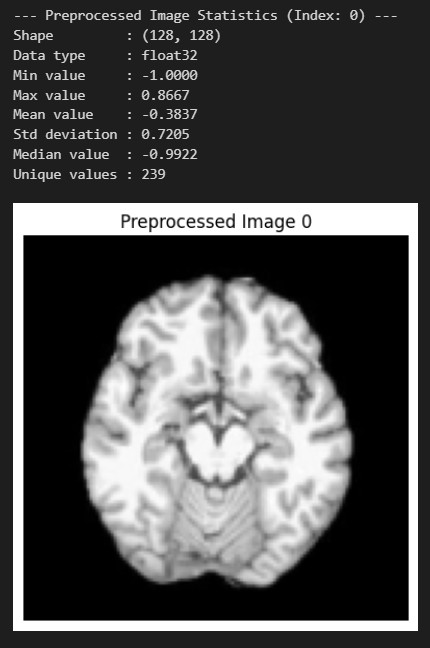 --- Preprocessed Image Statistics (Index: 0) ---
Shape         : (128, 128)
Data type     : float32
Min value     : -1.0000
Max value     : 0.8667
Mean value    : -0.3837
Std deviation : 0.7205
Median value  : -0.9922
Unique values : 239
Preprocessed Image 0